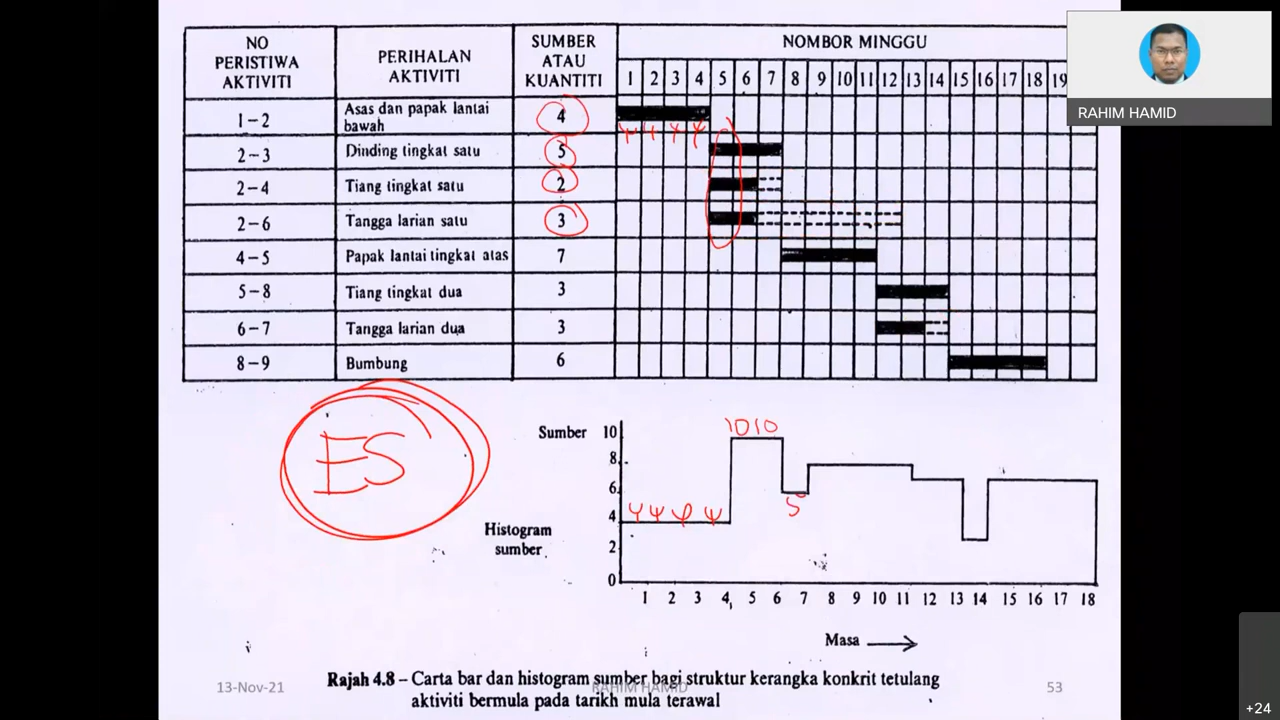 NO
PERISTIWA
AKTIVITI
PERIHALAN
AKTIVITI
SUMBER
ATAU
KUANTITI
NOMBOR MINGGU
1 2 3 4 5 6 7 8 9 10 11 12 13 14 15 16 17 18 19
1-2 Asas dan papak lantai bawah 4
2-3 Dinding tingkat satu 5
2-4 Tiang tingkat satu 2
2-6 Tangga larian satu 3
4-5 Papak lantai tingkat atas 7
5-8 Tiang tingkat dua 3
6-7 Tangga larian dua 3
8-9 Bumbung 6
RAHIM HAMID
4 4 4 4
ES
Sumber
10
8
6
4
2
0
10 10
5
4 4 4 4
Histogram
sumber
1 2 3 4 5 6 7 8 9 10 11 12 13 14 15 16 17 18
Masa
Rajah 4.8 – Carta bar dan histogram sumber bagi struktur kerangka konkrit tetulang
aktiviti bermula pada tarikh mula terawal
13-Nov-21
RAHIM HAMID
53
+24